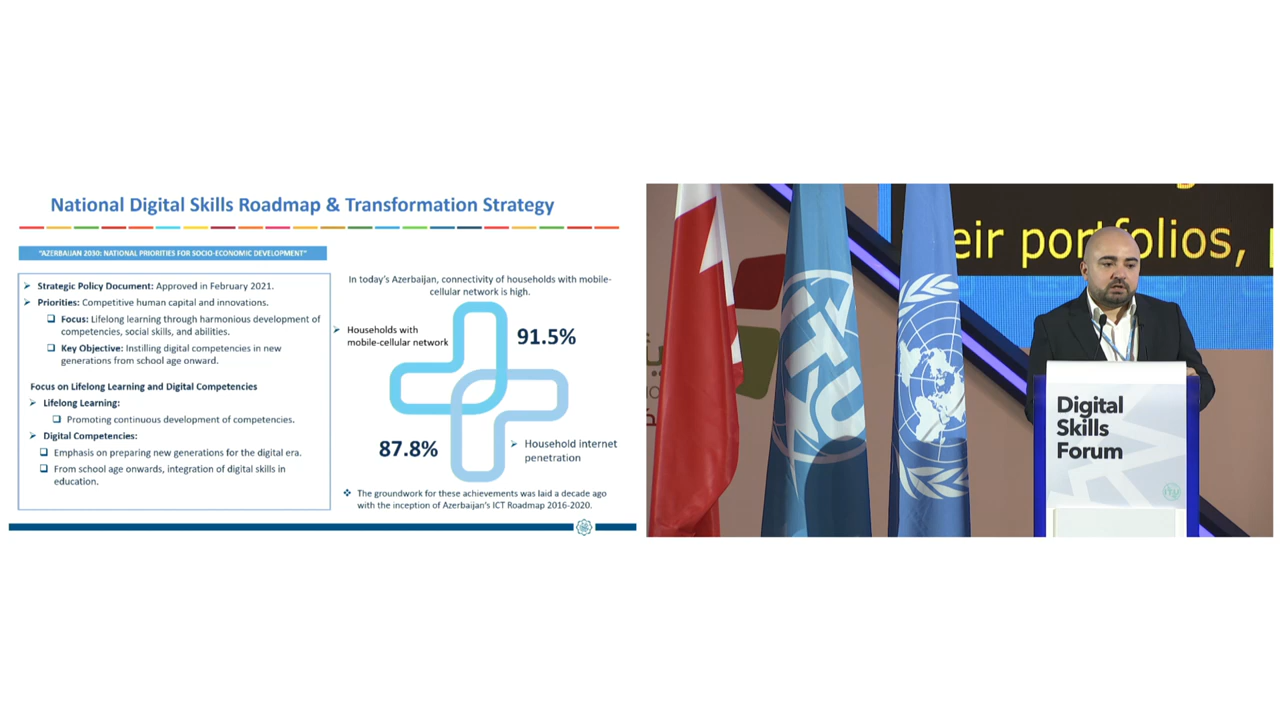 National Digital Skills Roadmap & Transformation Strategy
"AZERBAIJAN 2030: NATIONAL PRIORITIES FOR SOCIO-ECONOMIC DEVELOPMENT"
Strategic Policy Document: Approved in February 2021.
Priorities: Competitive human capital and innovations.
Focus: Lifelong learning through harmonious development of
competencies, social skills, and abilities.
Key Objective: Instilling digital competencies in new
generations from school age onward.
Focus on Lifelong Learning and Digital Competencies
Lifelong Learning:
Promoting continuous development of competencies.
Digital Competencies:
Emphasis on preparing new generations for the digital era.
From school age onwards, integration of digital skills in
education.
In today's Azerbaijan, connectivity of households with mobile-
cellular network is high.
Households with
mobile-cellular network
91.5%
87.8%
Household internet
penetration
The groundwork for these achievements was laid a decade ago
with the inception of Azerbaijan's ICT Roadmap 2016-2020.
eir portfolios, p
ITU
Digital
Skills
Forum
ITU